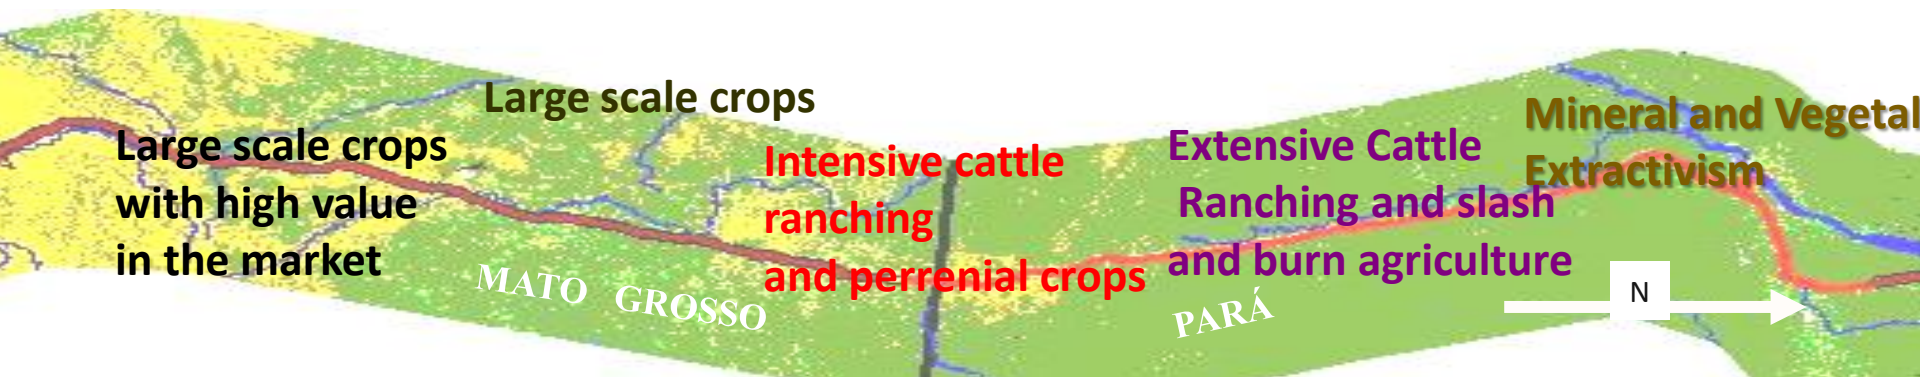 Large scale crops
with high value
in the market
Large scale crops
MATO GROSSO
Intensive cattle
ranching
and perrenial crops
Extensive Cattle
Ranching and slash
and burn agriculture
PARÁ
Mineral and Vegetal
Extractivism
N